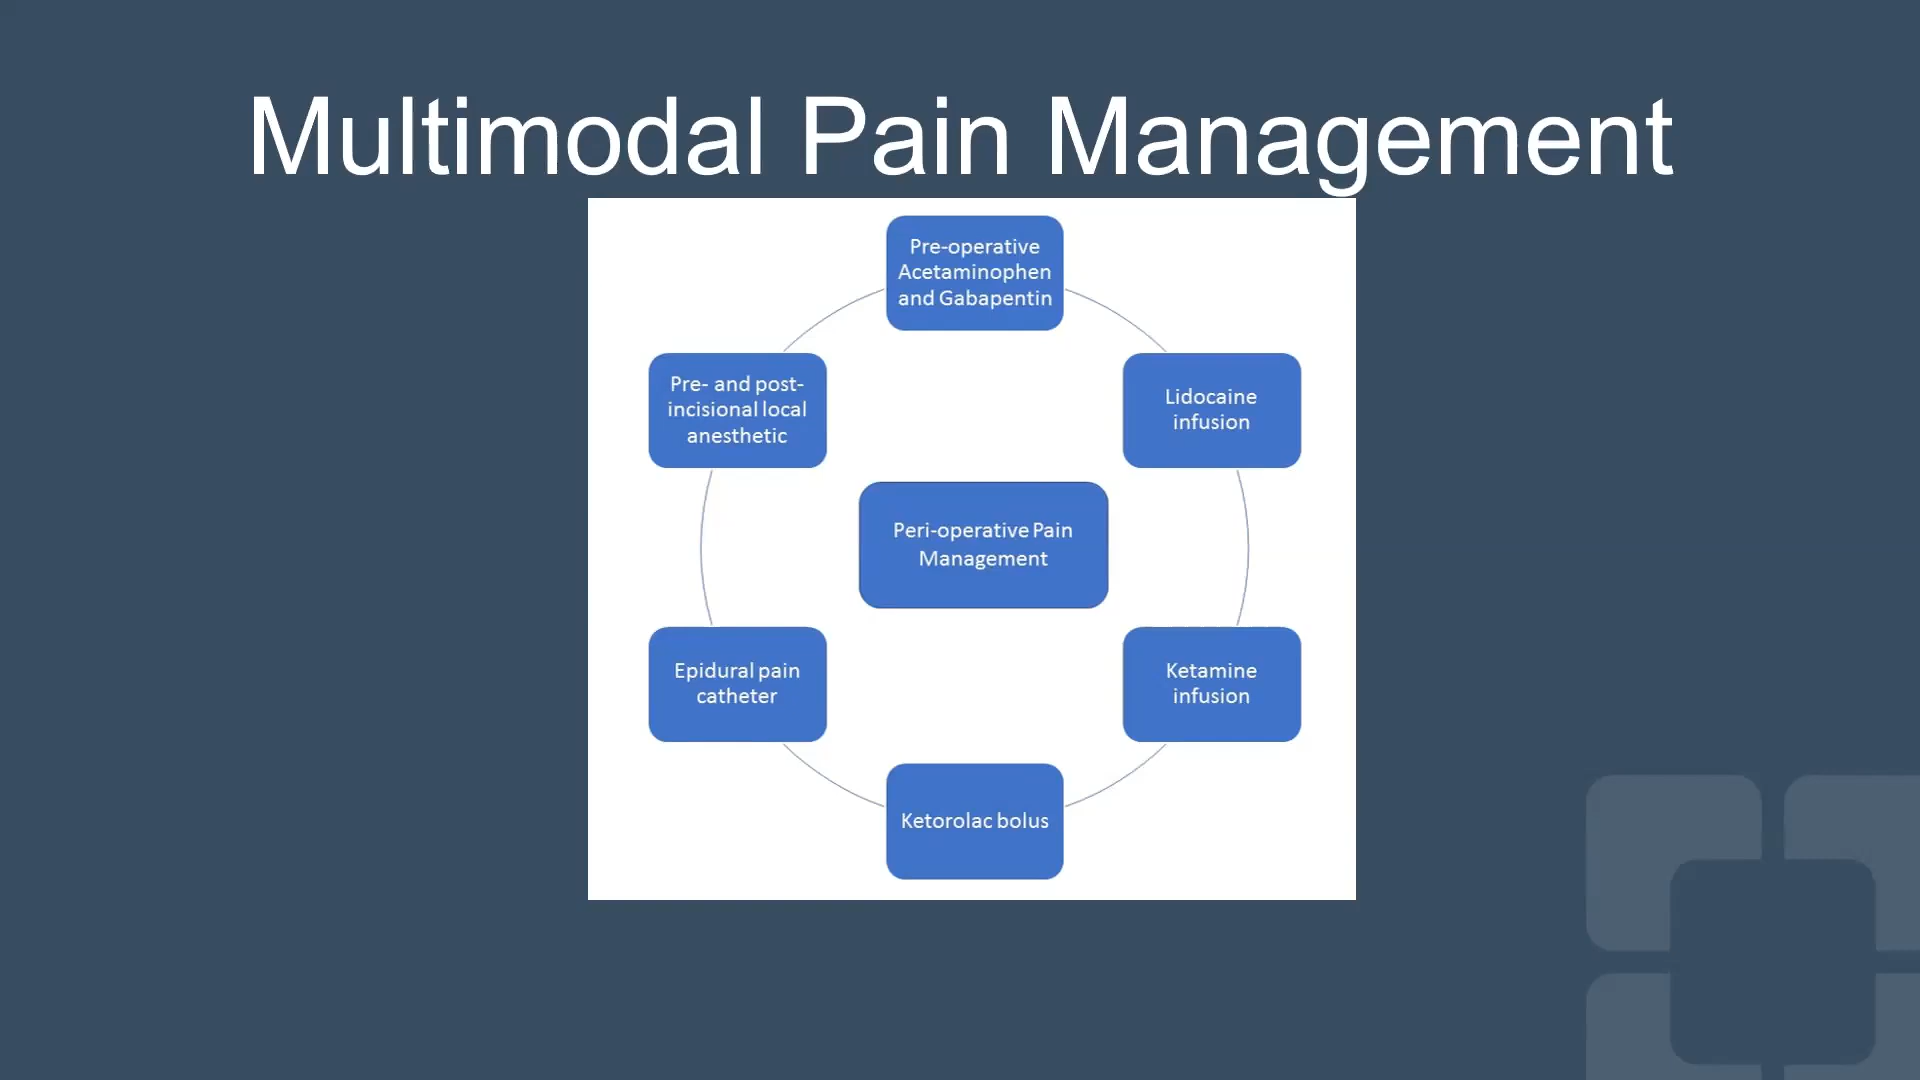 Multimodal Pain Management
Pre-operative
Acetaminophen
and Gabapentin
Pre- and post-
incisional local
anesthetic
Lidocaine
infusion
Peri-operative Pain
Management
Epidural pain
catheter
Ketamine
infusion
Ketorolac bolus